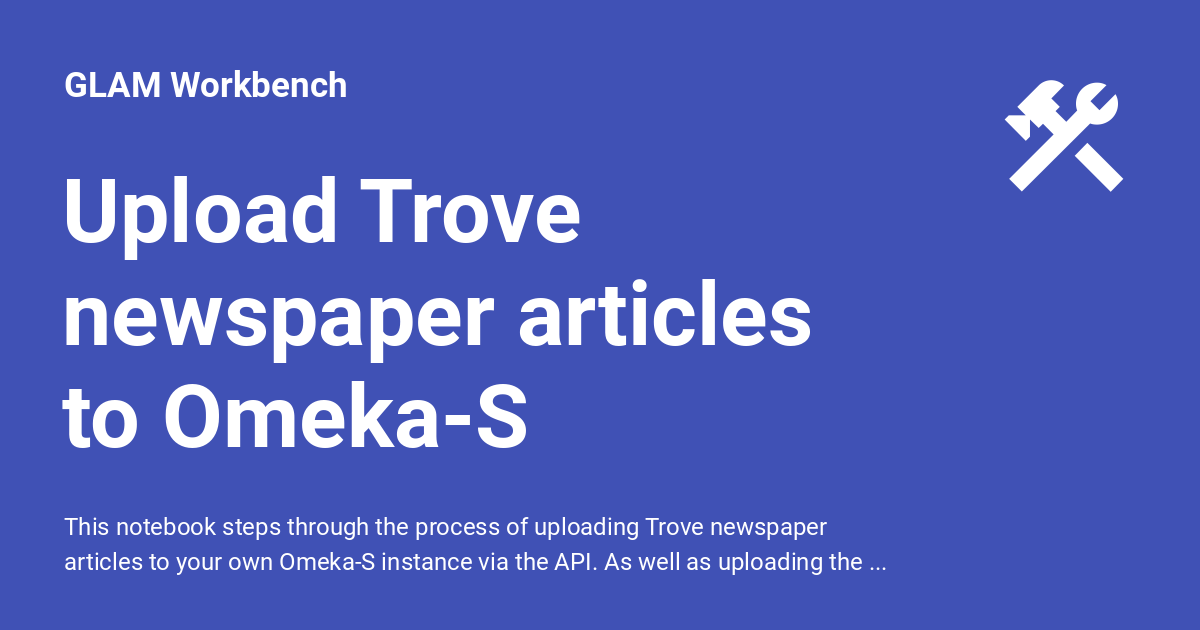 GLAM Workbench
Upload Trove
newspaper articles
to Omeka-S
This notebook steps through the process of uploading Trove newspaper
articles to your own Omeka-S instance via the API. As well as uploading the ...